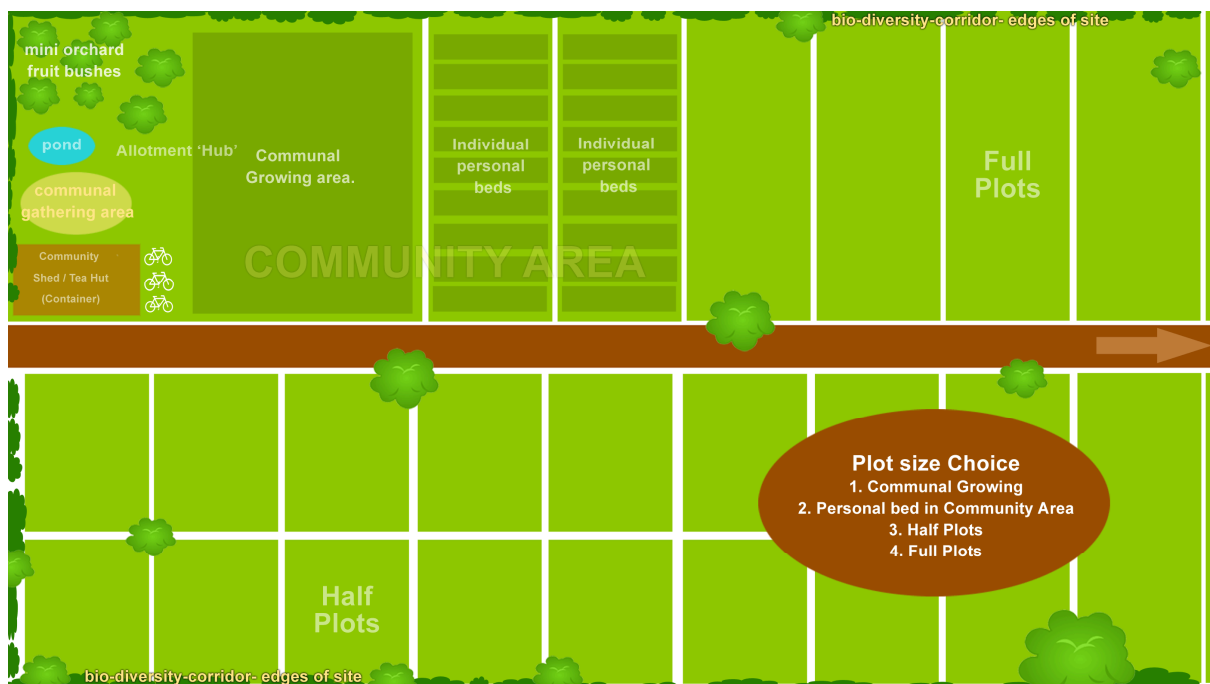 bio-diversity-corridor- edges of site
mini orchard
fruit bushes
pond
Allotment ‘Hub’
communal
gathering area
Community
Shed / Tea Hut
(Container)
Communal
Growing area.
Individual
personal
beds
Individual
personal
beds
COMMUNITY AREA
Full
Plots
Plot size Choice
1. Communal Growing
2. Personal bed in Community Area
3. Half Plots
4. Full Plots
Half
Plots
bio-diversity-corridor- edges of site